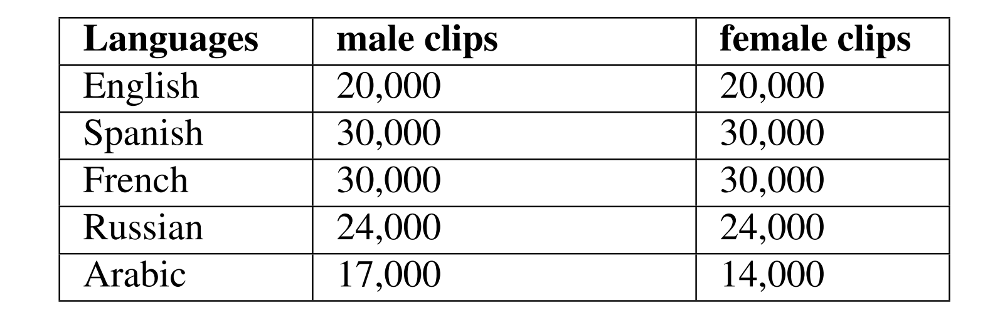 Languages male clips female clips
English 20,000 20,000
Spanish 30,000 30,000
French 30,000 30,000
Russian 24,000 24,000
Arabic 17,000 14,000